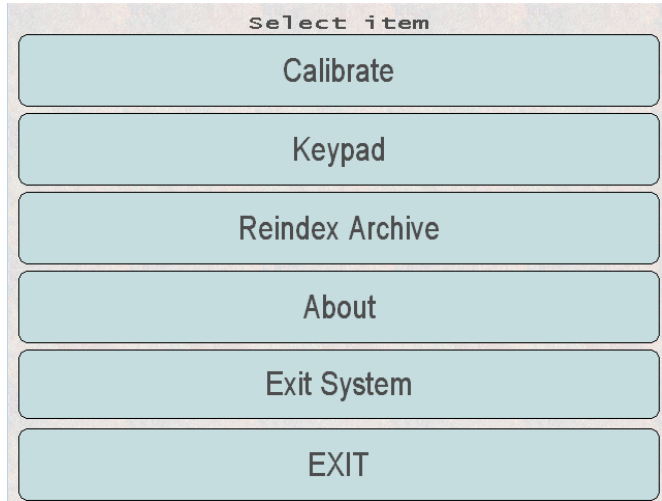 Select item
Calibrate
Keypad
Reindex Archive
About
Exit System
EXIT